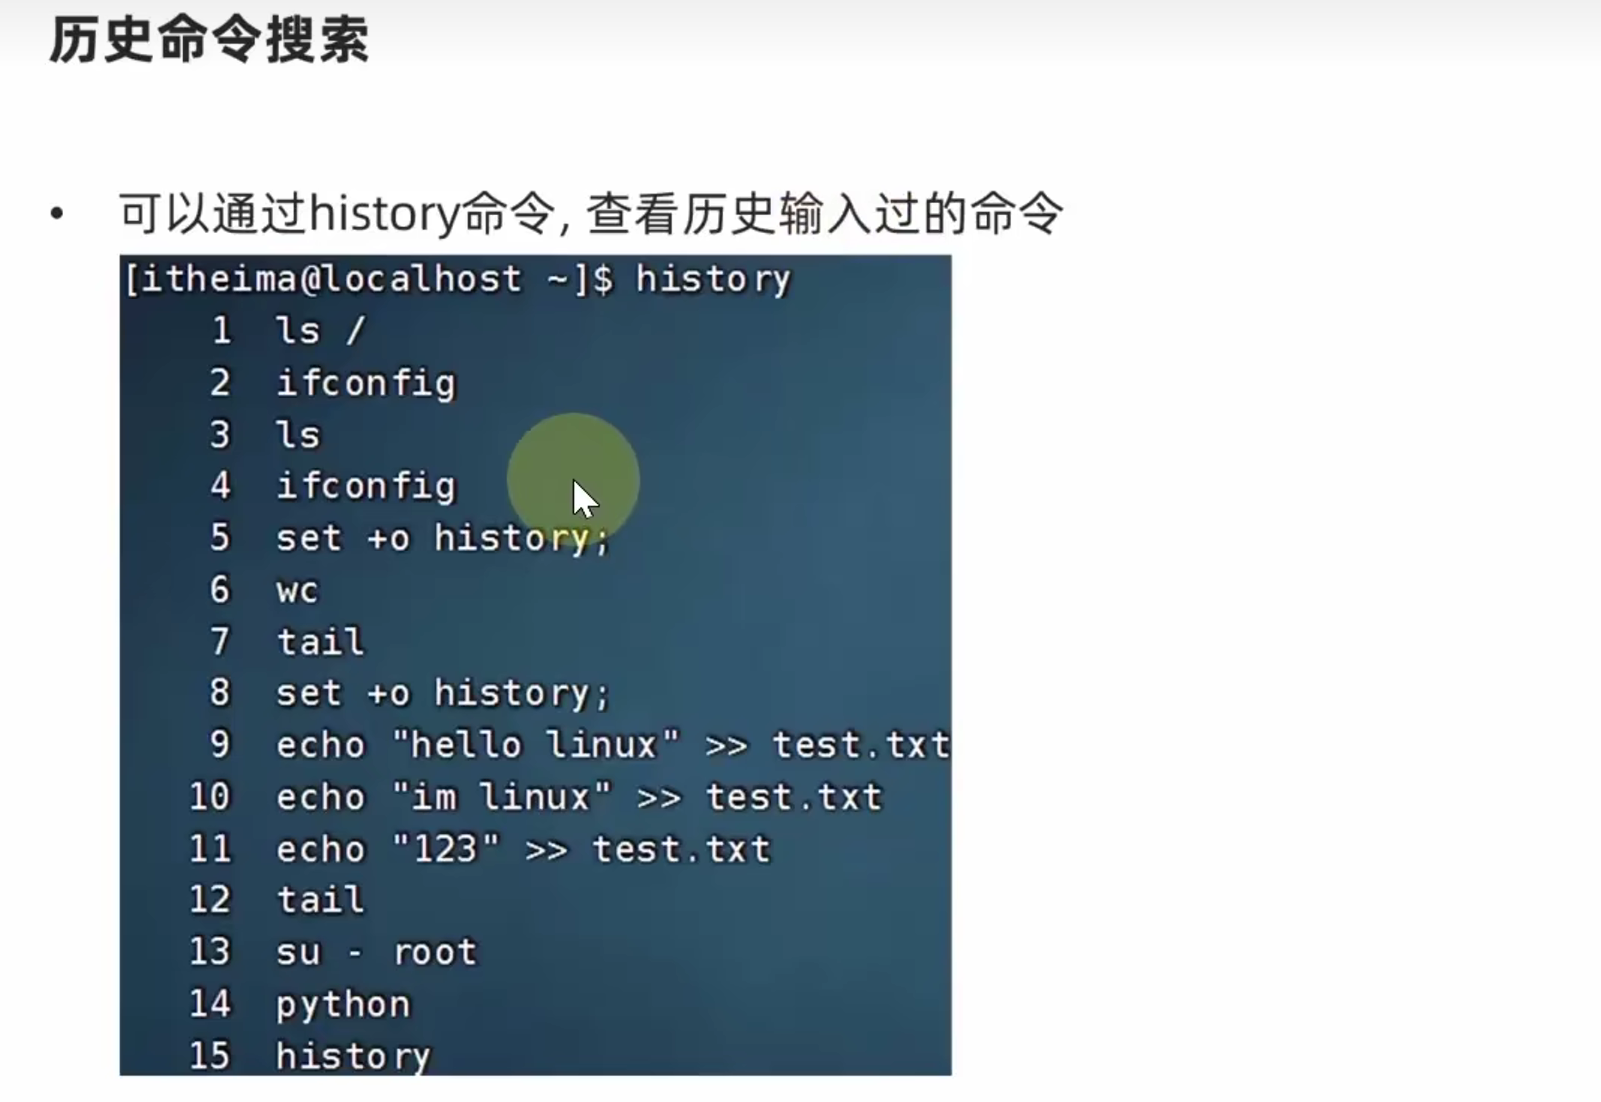 历史命令搜索
• 可以通过history命令, 查看历史输入过的命令
[itheima@localhost ~]$ history
1 ls /
2 ifconfig
3 ls
4 ifconfig
5 set +o history;
6 wc
7 tail
8 set +o history;
9 echo "hello linux" >> test.txt
10 echo "im linux" >> test.txt
11 echo "123" >> test.txt
12 tail
13 su - root
14 python
15 history